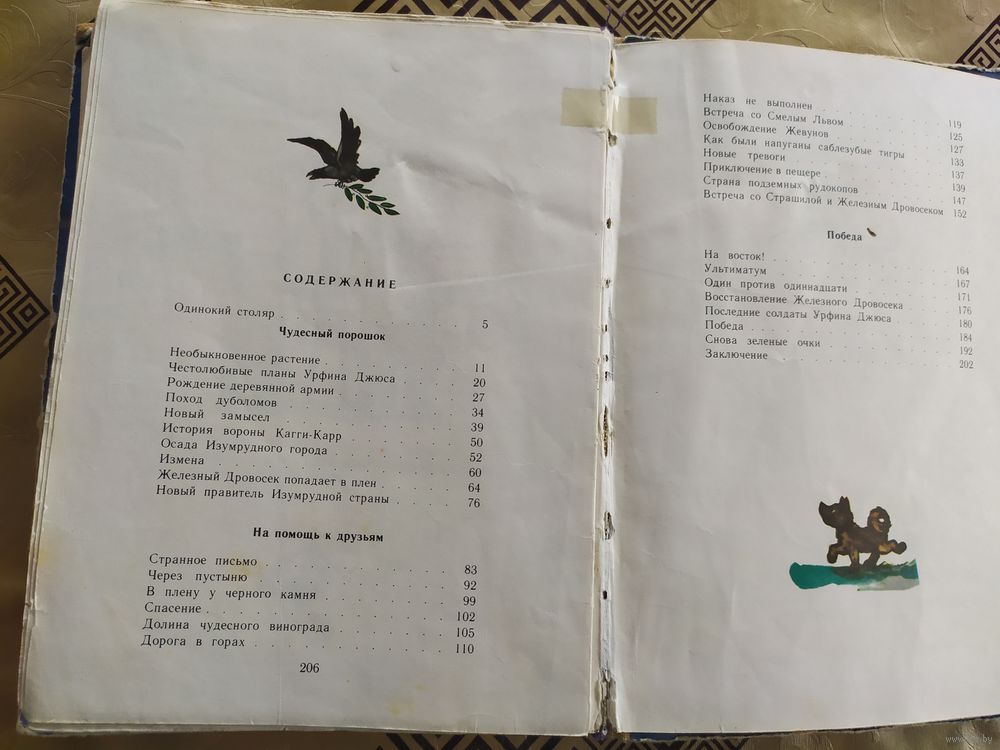 СОДЕРЖАНИЕ
Одинокий столяр . . . . . . . . . . 5
Чудесный порошок
Необыкновенное растение . . . . . . . . 11
Честолюбивые планы Урфина Джюса . . . . 20
Рождение деревянной армии . . . . . . . 27
Поход дуболомов . . . . . . . . . . 34
Новый замысел . . . . . . . . . . 39
История вороны Кагги-Карр . . . . . . . 50
Осада Изумрудного города . . . . . . . 52
Измена . . . . . . . . . . . . 60
Железный Дровосек попадает в плен . . . . . 64
Новый правитель Изумрудной страны . . . . 76
На помощь к друзьям
Странное письмо . . . . . . . . . . 83
Через пустыню . . . . . . . . . . 92
В плену у черного камня . . . . . . . . 99
Спасение . . . . . . . . . . . . 102
Долина чудесного винограда . . . . . . . 105
Дорога в горах . . . . . . . . . . 110
206
Наказ не выполнен . . . . . . . . 119
Встреча со Смелым Львом . . . . . . . 125
Освобождение Жевунов . . . . . . . . 127
Как были напуганы саблезубые тигры . . . . 133
Новые тревоги . . . . . . . . . . 137
Приключение в пещере . . . . . . . . 139
Страна подземных рудокопов . . . . . . 147
Встреча со Страшилой и Железным Дровосеком 152
Победа
На восток! . . . . . . . . . . . 164
Ультиматум . . . . . . . . . . . 167
Один против одиннадцати . . . . . . . 171
Восстановление Железного Дровосека . . . . 176
Последние солдаты Урфина Джюса . . . . . 180
Победа . . . . . . . . . . . . 184
Снова зеленые очки . . . . . . . . . 192
Заключение . . . . . . . . . . . 202